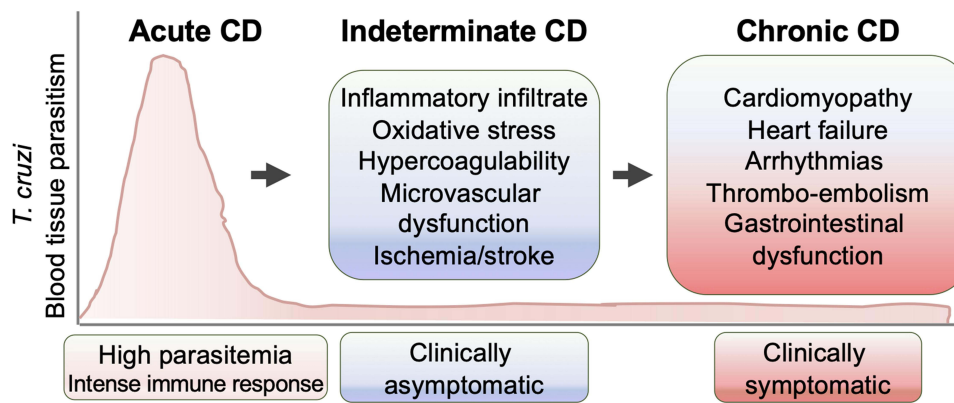 Acute CD
Indeterminate CD
Chronic CD
T. cruzi
Blood tissue parasitism
Inflammatory infiltrate
Oxidative stress
Hypercoagulability
Microvascular
dysfunction
Ischemia/stroke
Cardiomyopathy
Heart failure
Arrhythmias
Thrombo-embolism
Gastrointestinal
dysfunction
High parasitemia
Intense immune response
Clinically
asymptomatic
Clinically
symptomatic